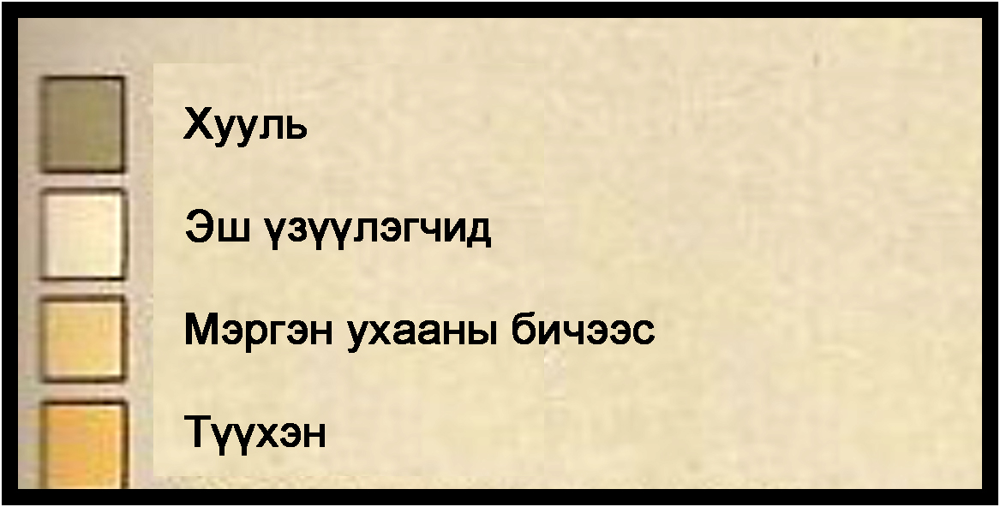 Хууль
Эш үзүүлэгчид
Мэргэн ухааны бичээс
Түүхэн